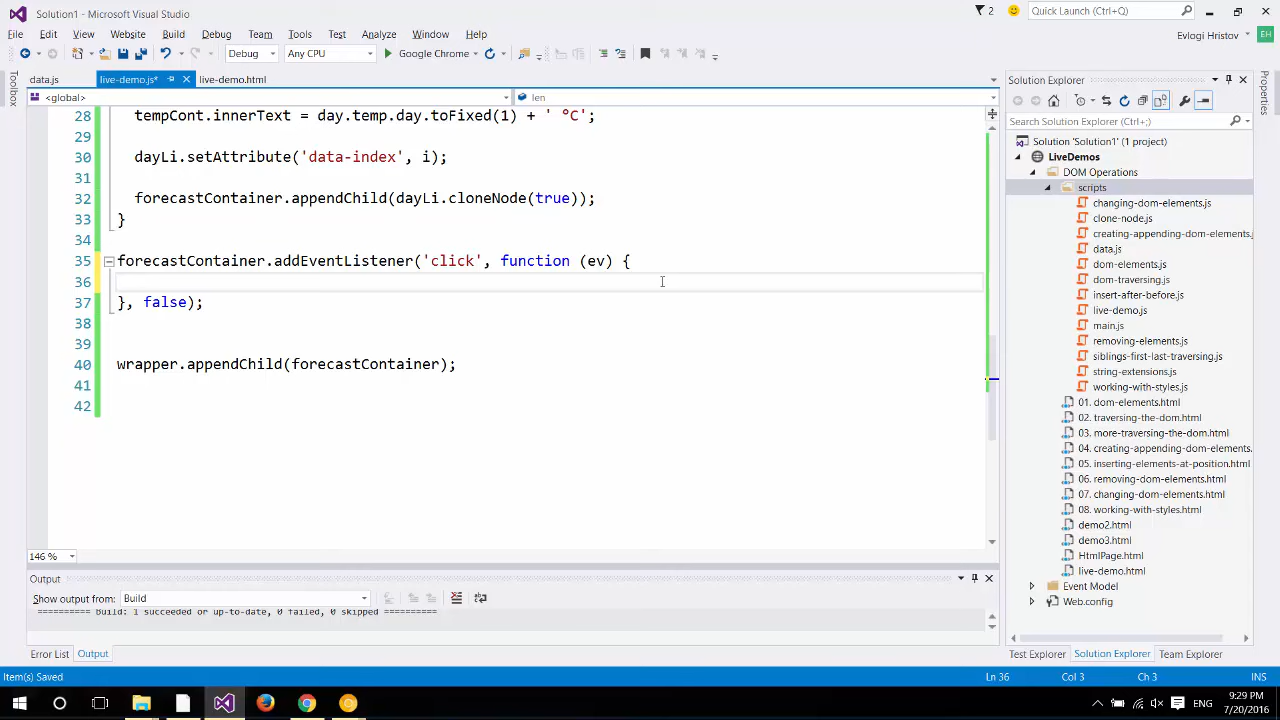 Solution1 - Microsoft Visual Studio
2
Quick Launch (Ctrl+Q)
File Edit View Website Build Debug Team Tools Test Analyze Window Help
Evlogi Hristov EH
Debug Any CPU Google Chrome
Toolbox
data.js live-demo.js* live-demo.html
<global> len
28 tempCont.innerText = day.temp.day.toFixed(1) + ' °C';
29
30 dayLi.setAttribute('data-index', i);
31
32 forecastContainer.appendChild(dayLi.cloneNode(true));
33 }
34
35 forecastContainer.addEventListener('click', function (ev) {
36
37 }, false);
38
39
40 wrapper.appendChild(forecastContainer);
41
42
146 %
Output
Show output from: Build
========== Build: 1 succeeded or up-to-date, 0 failed, 0 skipped ==========
Error List Output
Solution Explorer
Search Solution Explorer (Ctrl+;)
Solution 'Solution1' (1 project)
LiveDemos
DOM Operations
scripts
changing-dom-elements.js
clone-node.js
creating-appending-dom-elements.
data.js
dom-elements.js
dom-traversing.js
insert-after-before.js
live-demo.js
main.js
removing-elements.js
siblings-first-last-traversing.js
string-extensions.js
working-with-styles.js
01. dom-elements.html
02. traversing-the-dom.html
03. more-traversing-the-dom.html
04. creating-appending-dom-elements.
05. inserting-elements-at-position.html
06. removing-dom-elements.html
07. changing-dom-elements.html
08. working-with-styles.html
demo2.html
demo3.html
HtmlPage.html
live-demo.html
Event Model
Web.config
Test Explorer Solution Explorer Team Explorer
Properties
Item(s) Saved Ln 36 Col 3 Ch 3 INS
ENG
9:29 PM
7/20/2016